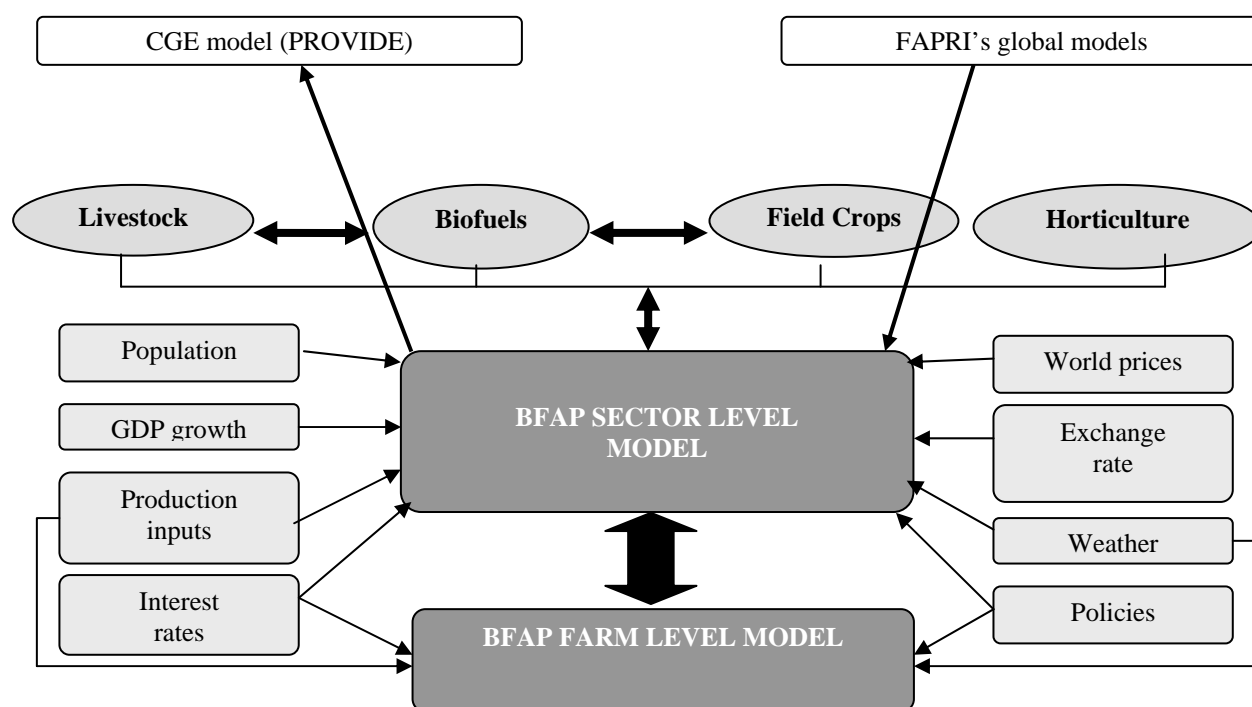 CGE model (PROVIDE)
FAPRI's global models
Livestock
Biofuels
Field Crops
Horticulture
Population
World prices
GDP growth
BFAP SECTOR LEVEL
MODEL
Exchange
rate
Production
inputs
Weather
Interest
rates
Policies
BFAP FARM LEVEL MODEL